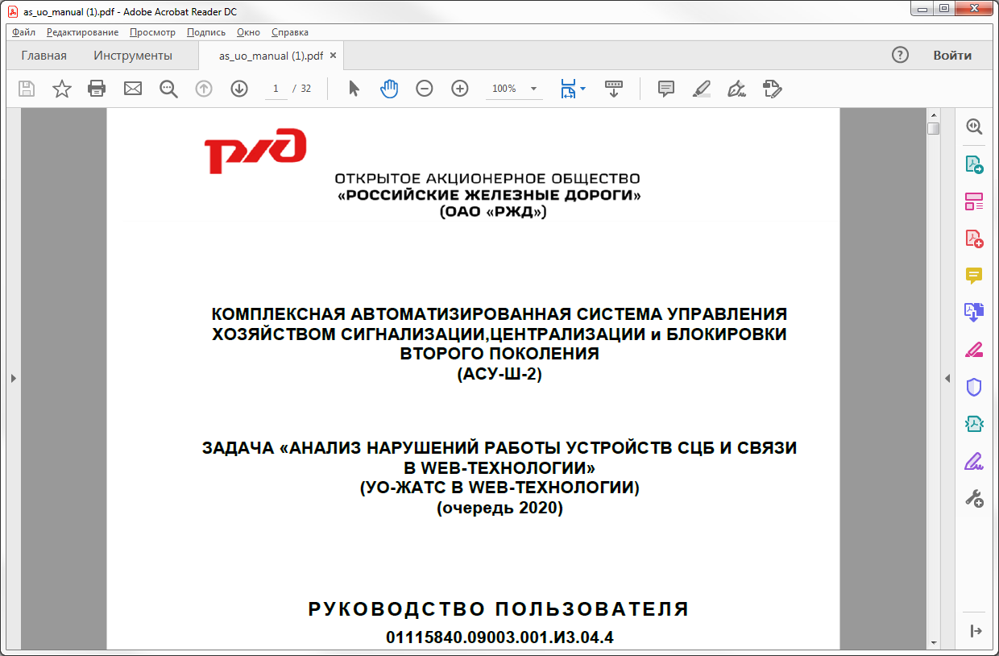 as_uo_manual (1).pdf - Adobe Acrobat Reader DC
Файл Редактирование Просмотр Подпись Окно Справка
Главная Инструменты as_uo_manual (1).pdf × ? Войти
1 / 32 100%
ржд
ОТКРЫТОЕ АКЦИОНЕРНОЕ ОБЩЕСТВО
«РОССИЙСКИЕ ЖЕЛЕЗНЫЕ ДОРОГИ»
(ОАО «РЖД»)
КОМПЛЕКСНАЯ АВТОМАТИЗИРОВАННАЯ СИСТЕМА УПРАВЛЕНИЯ
ХОЗЯЙСТВОМ СИГНАЛИЗАЦИИ,ЦЕНТРАЛИЗАЦИИ и БЛОКИРОВКИ
ВТОРОГО ПОКОЛЕНИЯ
(АСУ-Ш-2)
ЗАДАЧА «АНАЛИЗ НАРУШЕНИЙ РАБОТЫ УСТРОЙСТВ СЦБ И СВЯЗИ
В WEB-ТЕХНОЛОГИИ»
(УО-ЖАТС В WEB-ТЕХНОЛОГИИ)
(очередь 2020)
РУКОВОДСТВО ПОЛЬЗОВАТЕЛЯ
01115840.09003.001.ИЗ.04.4